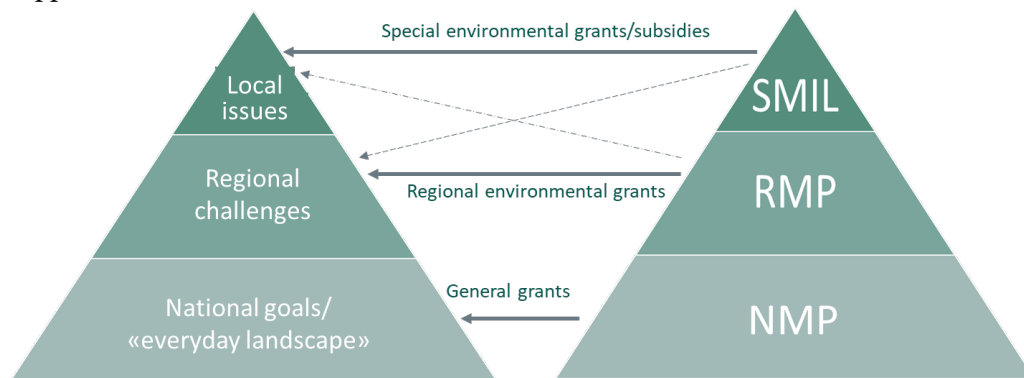 Special environmental grants/subsidies
Local
issues
SMIL
Regional
challenges
Regional environmental grants
RMP
General grants
National goals/
«everyday landscape»
NMP